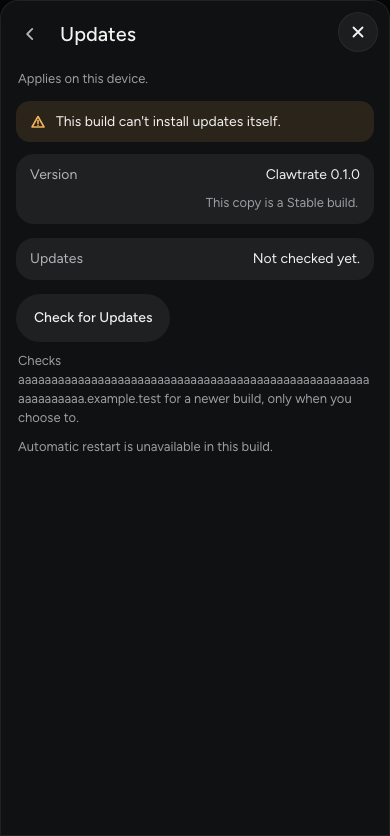 Updates
Applies on this device.
This build can't install updates itself.
Version
Clawtrate 0.1.0
This copy is a Stable build.
Updates
Not checked yet.
Check for Updates
Checks
aaaaaaaaaaaaaaaaaaaaaaaaaaaaaaaaaaaaaaaaaaaaaaaaaaaaa
aaaaaaaaaa.example.test for a newer build, only when you
choose to.
Automatic restart is unavailable in this build.